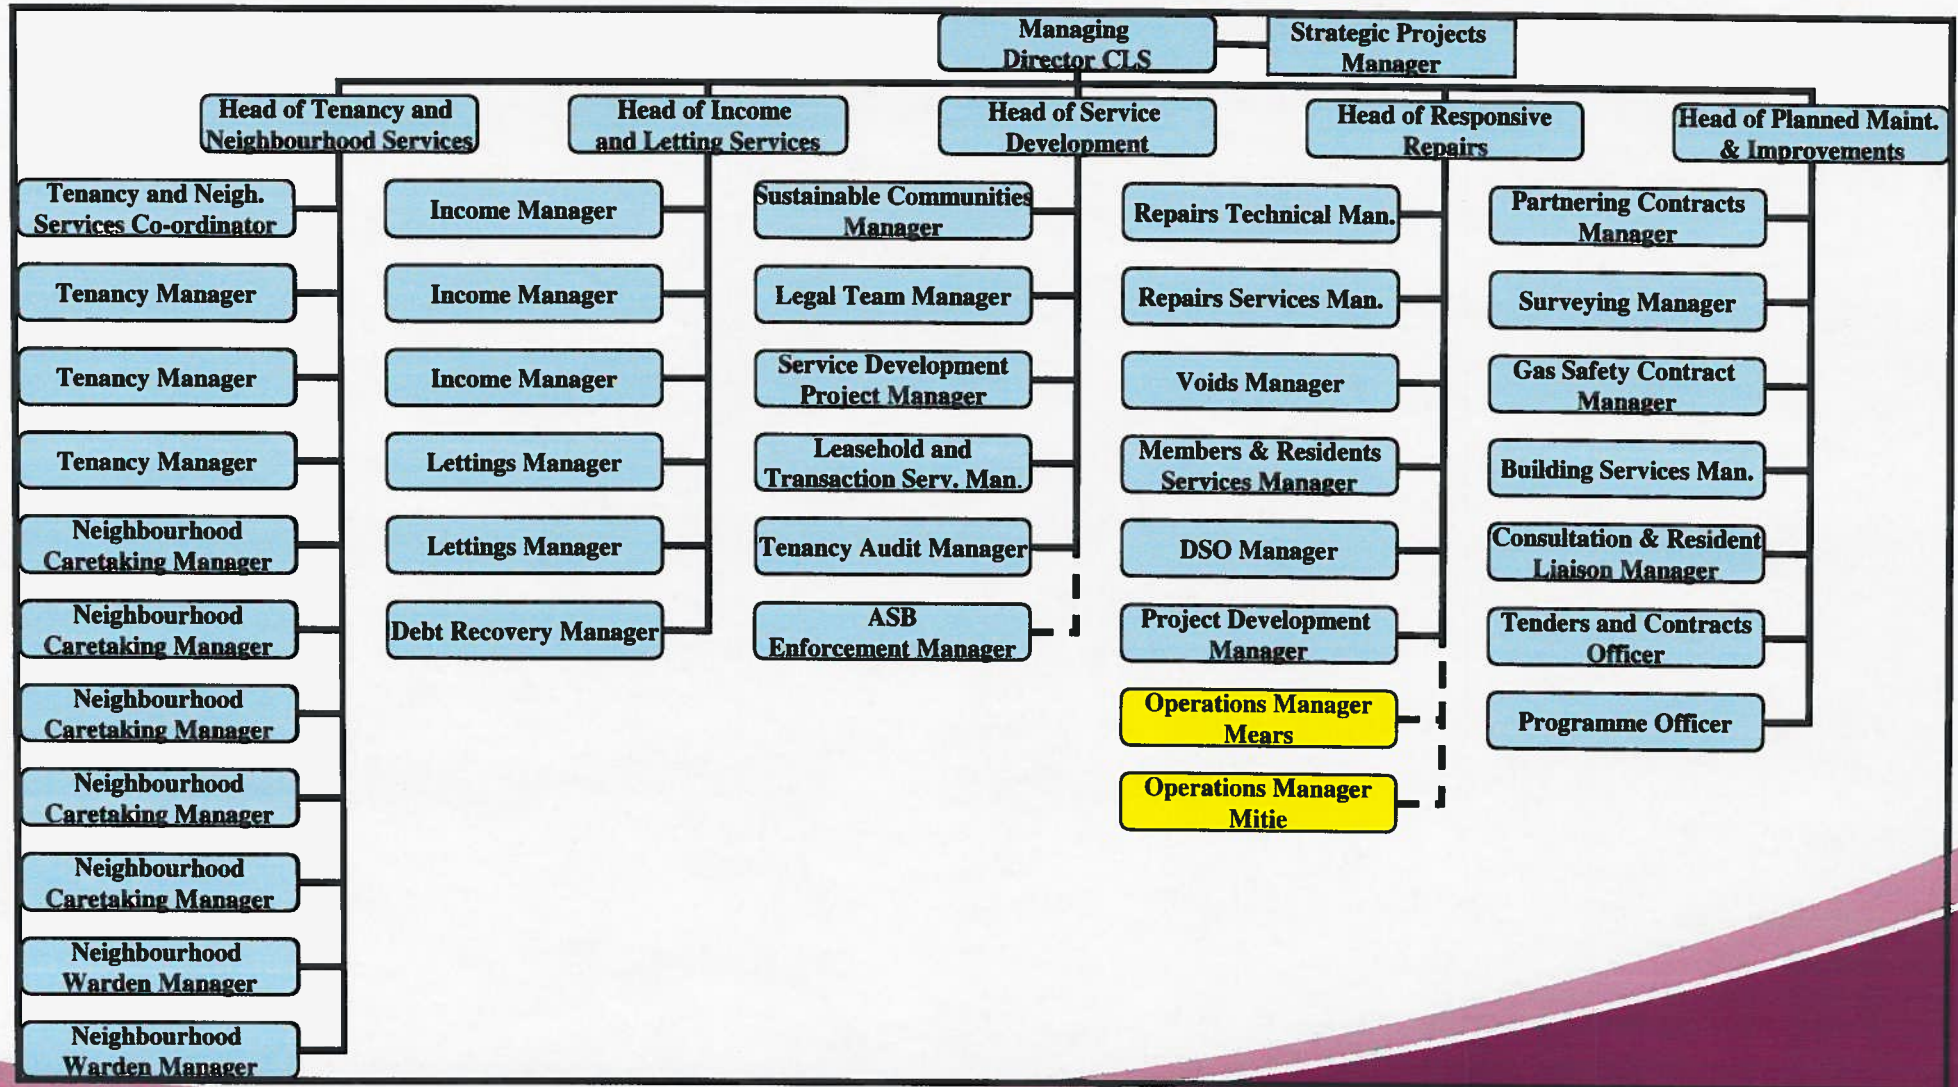 Managing
Director CLS
Strategic Projects
Manager
Head of Tenancy and
Neighbourhood Services
Head of Income
and Letting Services
Head of Service
Development
Head of Responsive
Repairs
Head of Planned Maint.
& Improvements
Tenancy and Neigh.
Services Co-ordinator
Tenancy Manager
Tenancy Manager
Tenancy Manager
Neighbourhood
Caretaking Manager
Neighbourhood
Caretaking Manager
Neighbourhood
Caretaking Manager
Neighbourhood
Caretaking Manager
Neighbourhood
Caretaking Manager
Neighbourhood
Warden Manager
Neighbourhood
Warden Manager
Income Manager
Income Manager
Income Manager
Lettings Manager
Lettings Manager
Debt Recovery Manager
Sustainable Communities
Manager
Legal Team Manager
Service Development
Project Manager
Leasehold and
Transaction Serv. Man.
Tenancy Audit Manager
ASB
Enforcement Manager
Repairs Technical Man.
Repairs Services Man.
Voids Manager
Members & Residents
Services Manager
DSO Manager
Project Development
Manager
Operations Manager
Mears
Operations Manager
Mitie
Partnering Contracts
Manager
Surveying Manager
Gas Safety Contract
Manager
Building Services Man.
Consultation & Resident
Liaison Manager
Tenders and Contracts
Officer
Programme Officer